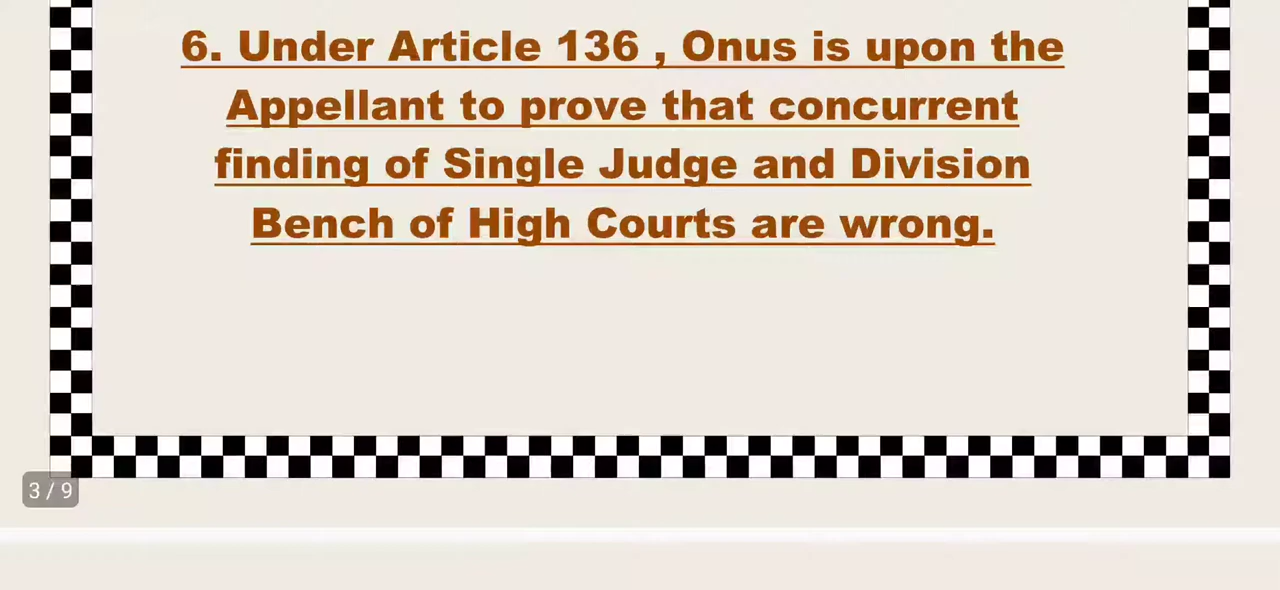 6. Under Article 136 , Onus is upon the
Appellant to prove that concurrent
finding of Single Judge and Division
Bench of High Courts are wrong.
3 / 9